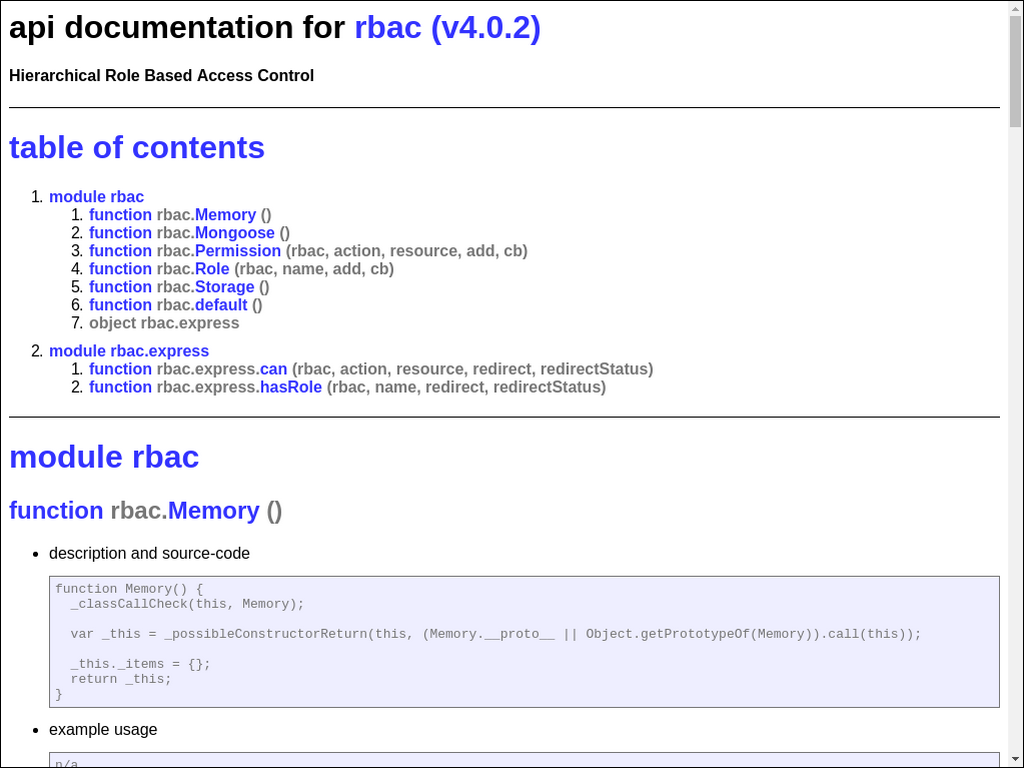 api documentation for rbac (v4.0.2)
Hierarchical Role Based Access Control
table of contents
1. module rbac
1. function rbac.Memory ()
2. function rbac.Mongoose ()
3. function rbac.Permission (rbac, action, resource, add, cb)
4. function rbac.Role (rbac, name, add, cb)
5. function rbac.Storage ()
6. function rbac.default ()
7. object rbac.express
2. module rbac.express
1. function rbac.express.can (rbac, action, resource, redirect, redirectStatus)
2. function rbac.express.hasRole (rbac, name, redirect, redirectStatus)
module rbac
function rbac.Memory ()
• description and source-code
function Memory() {
  _classCallCheck(this, Memory);
  var _this = _possibleConstructorReturn(this, (Memory.__proto__ || Object.getPrototypeOf(Memory)).call(this));
  _this._items = {};
  return _this;
}
• example usage
n/a